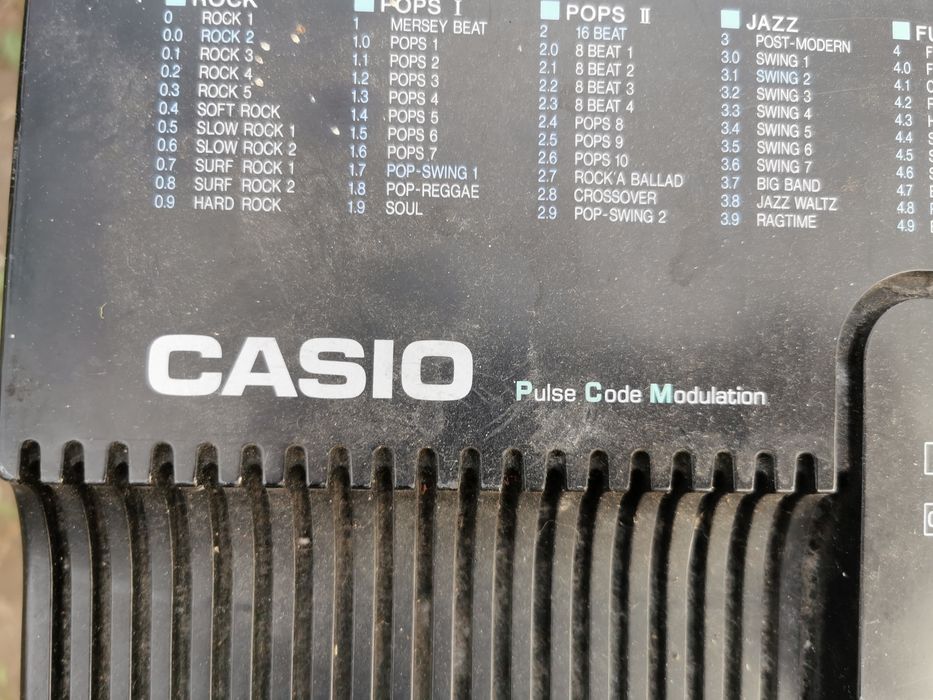 ROCK
0 ROCK 1
0.0 ROCK 2
0.1 ROCK 3
0.2 ROCK 4
0.3 ROCK 5
0.4 SOFT ROCK
0.5 SLOW ROCK 1
0.6 SLOW ROCK 2
0.7 SURF ROCK 1
0.8 SURF ROCK 2
0.9 HARD ROCK
POPS I
1 MERSEY BEAT
1.0 POPS 1
1.1 POPS 2
1.2 POPS 3
1.3 POPS 4
1.4 POPS 5
1.5 POPS 6
1.6 POPS 7
1.7 POP-SWING 1
1.8 POP-REGGAE
1.9 SOUL
POPS II
2 16 BEAT
2.0 8 BEAT 1
2.1 8 BEAT 2
2.2 8 BEAT 3
2.3 8 BEAT 4
2.4 POPS 8
2.5 POPS 9
2.6 POPS 10
2.7 ROCK'A BALLAD
2.8 CROSSOVER
2.9 POP-SWING 2
JAZZ
3 POST-MODERN
3.0 SWING 1
3.1 SWING 2
3.2 SWING 3
3.3 SWING 4
3.4 SWING 5
3.5 SWING 6
3.6 SWING 7
3.7 BIG BAND
3.8 JAZZ WALTZ
3.9 RAGTIME
4
4.0
4.1
4.2
4.3
4.4
4.5
4.6
4.7
4.8
4.9
CASIO
Pulse Code Modulation